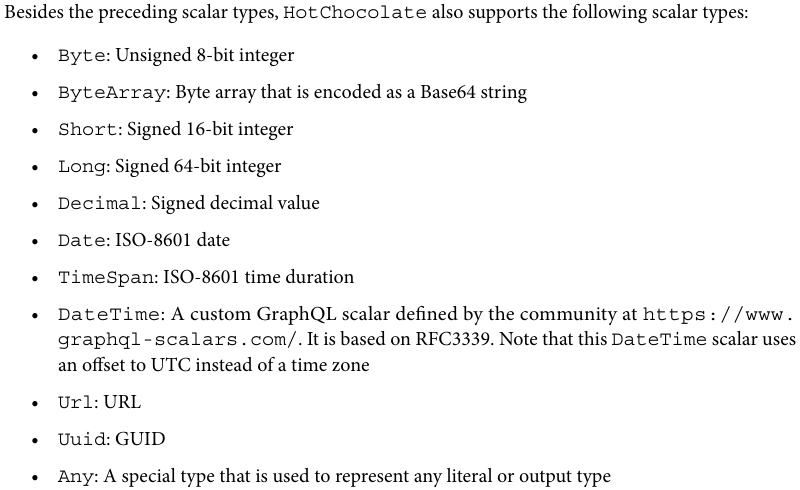 Besides the preceding scalar types, HotChocolate also supports the following scalar types:
• Byte: Unsigned 8-bit integer
• ByteArray: Byte array that is encoded as a Base64 string
• Short: Signed 16-bit integer
• Long: Signed 64-bit integer
• Decimal: Signed decimal value
• Date: ISO-8601 date
• TimeSpan: ISO-8601 time duration
• DateTime: A custom GraphQL scalar defined by the community at https://www.
graphql-scalars.com/. It is based on RFC3339. Note that this DateTime scalar uses
an offset to UTC instead of a time zone
• Url: URL
• Uuid: GUID
• Any: A special type that is used to represent any literal or output type